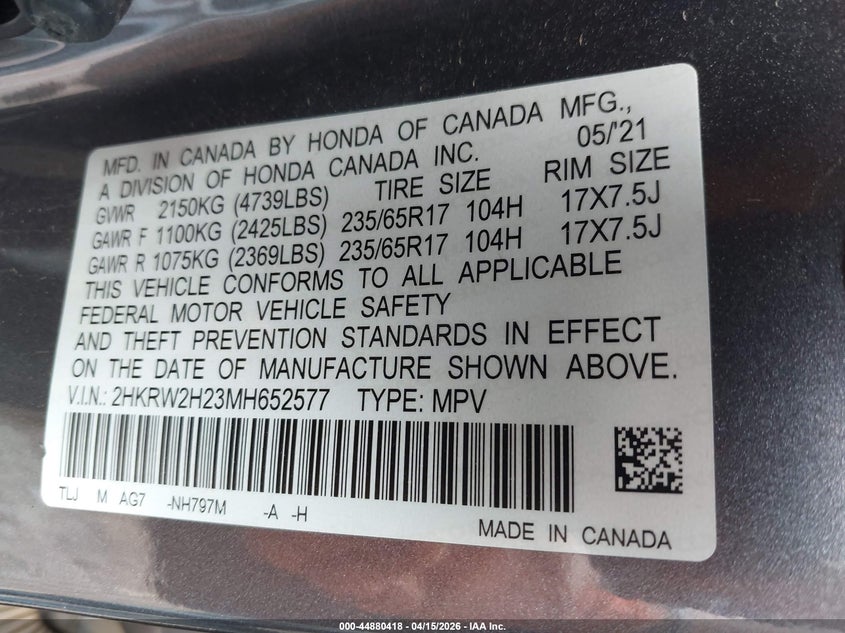 MFD. IN CANADA BY HONDA OF CANADA MFG.,
A DIVISION OF HONDA CANADA INC. 05/'21
GVWR 2150KG (4739LBS) TIRE SIZE RIM SIZE
GAWR F 1100KG (2425LBS) 235/65R17 104H 17X7.5J
GAWR R 1075KG (2369LBS) 235/65R17 104H 17X7.5J
THIS VEHICLE CONFORMS TO ALL APPLICABLE
FEDERAL MOTOR VEHICLE SAFETY
AND THEFT PREVENTION STANDARDS IN EFFECT
ON THE DATE OF MANUFACTURE SHOWN ABOVE.
V.I.N.: 2HKRW2H23MH652577 TYPE: MPV
TLJ M AG7 -NH797M -A -H
MADE IN CANADA
000-44880418 - 04/15/2026 - IAA Inc.